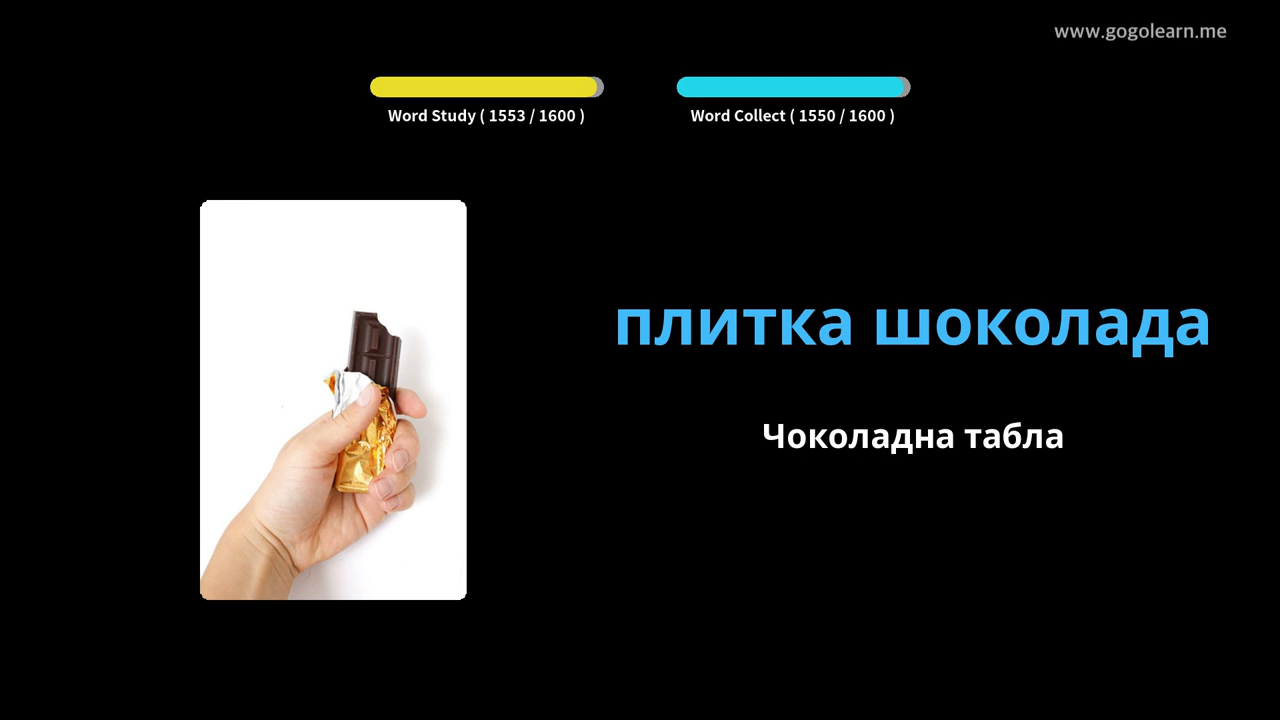 www.gogolearn.me
Word Study ( 1553 / 1600 )
Word Collect ( 1550 / 1600 )
плитка шоколада
Чоколадна табла